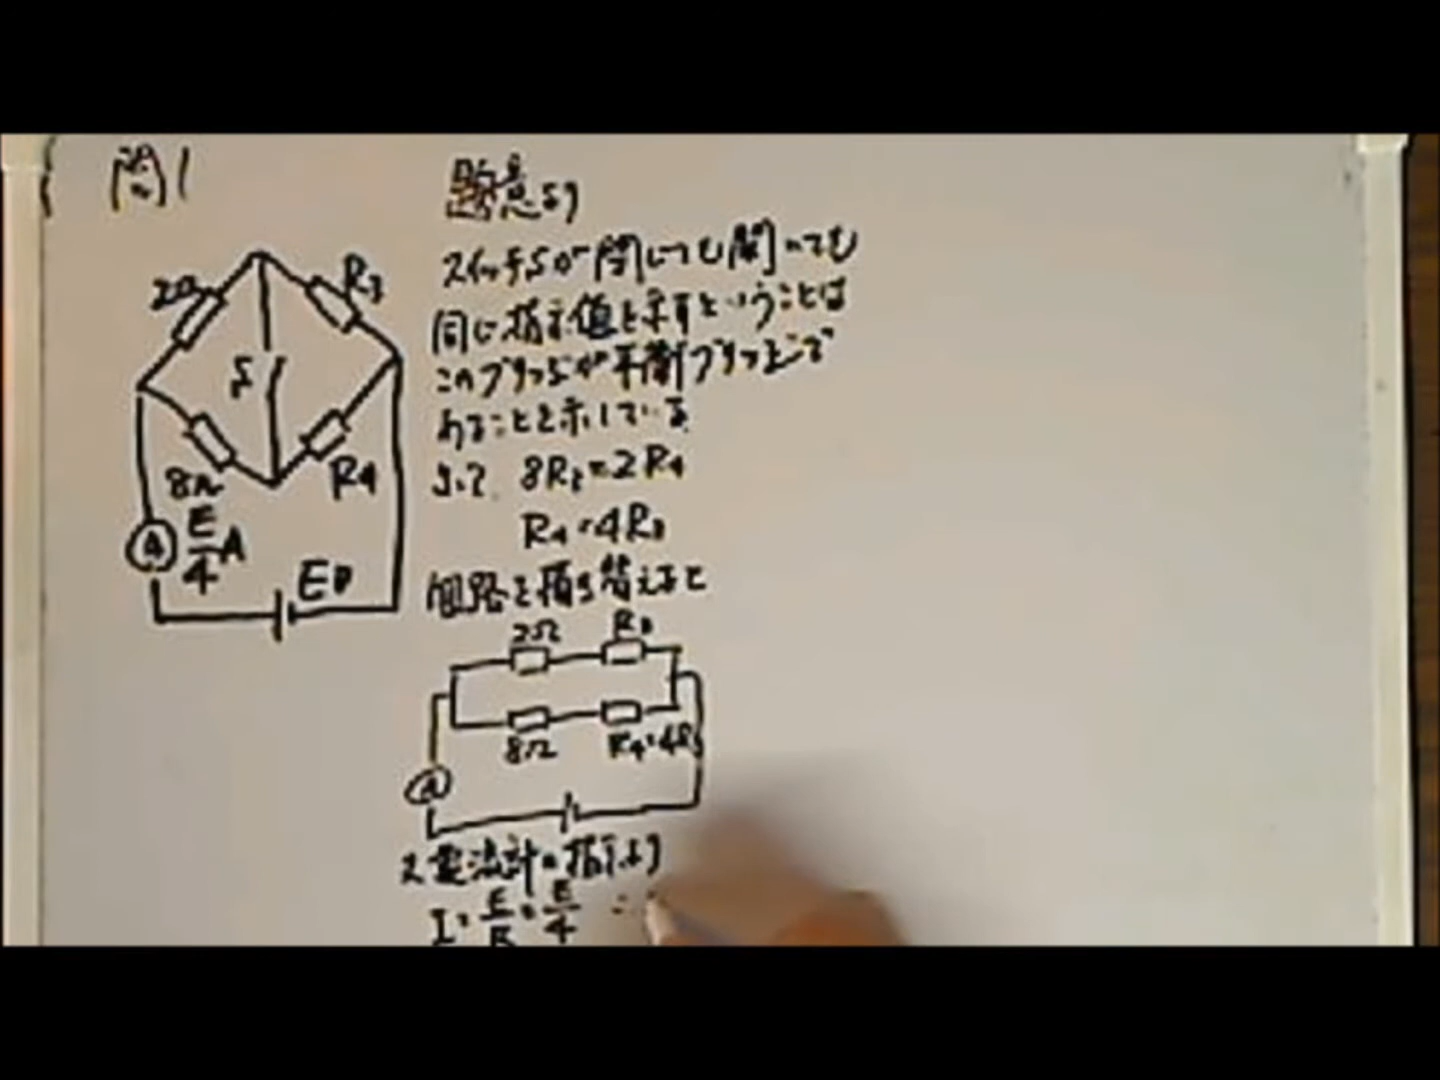 問1
2Ω
R3
S
8Ω
R4
E/4 A
A
E
題意より
スイッチSが閉じても開いても
同じ指示値を示すということは
このブリッジが平衡ブリッジで
あることを示している
よって 8R3=2R4
R4=4R3
回路を描き替えると
2Ω R3
8Ω R4=4R3
A
又電流計の指示より
I=E/R=E/4